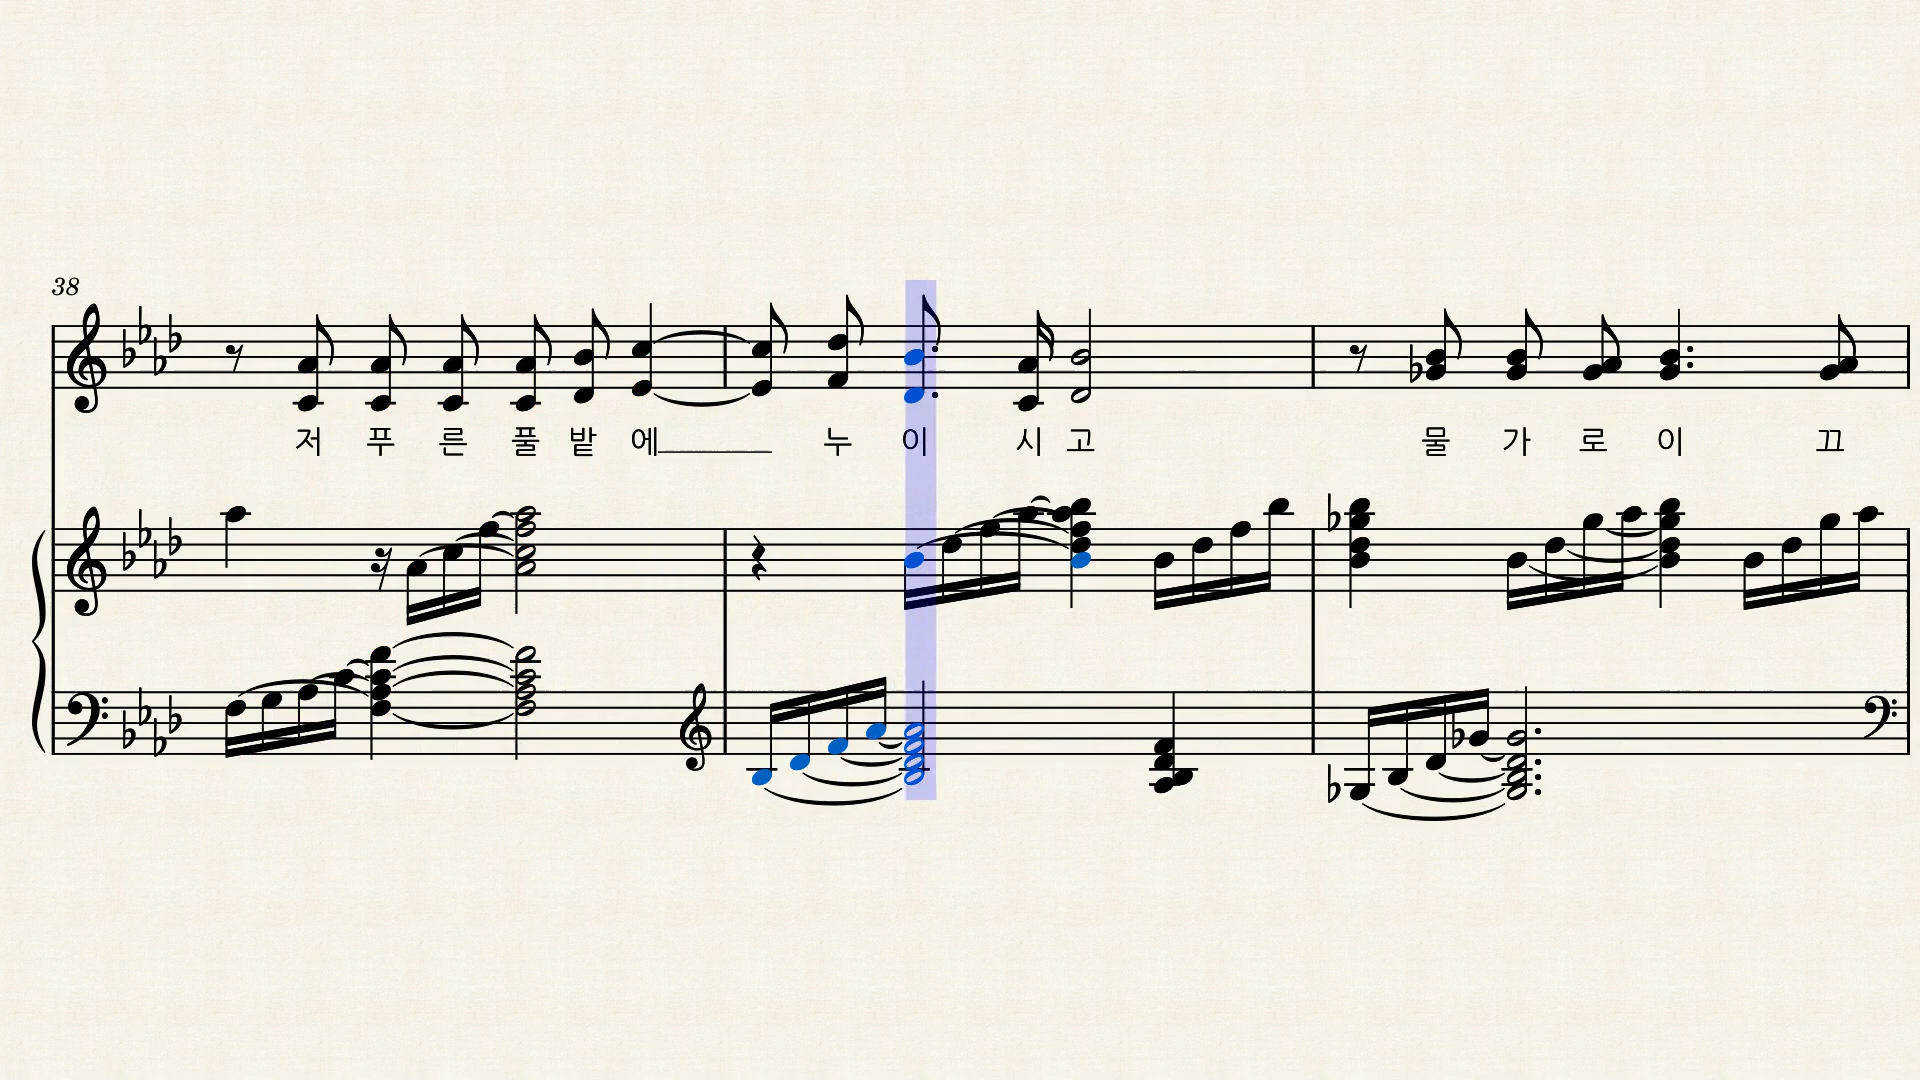 38
저 푸 른 풀 밭 에 누 이 시 고 물 가 로 이 끄